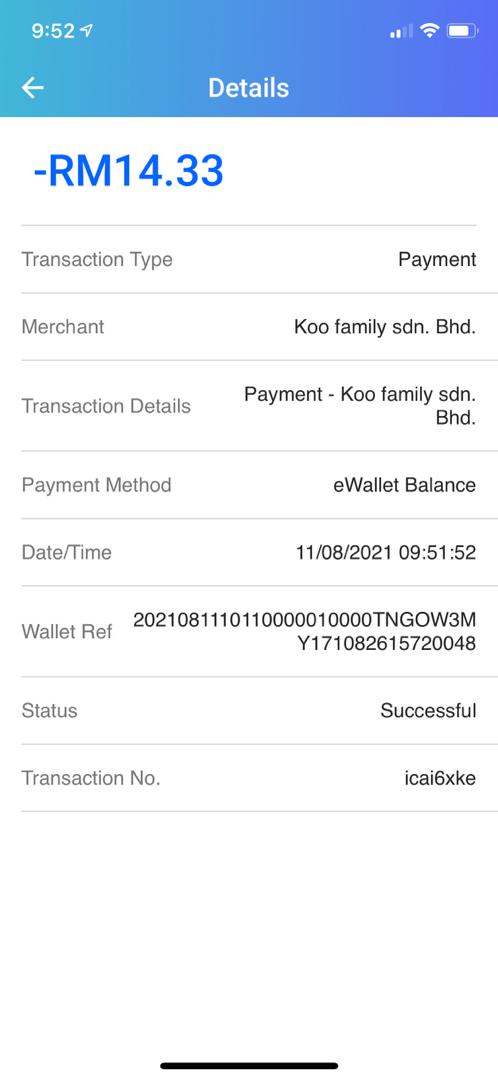 9:52
Details
-RM14.33
Transaction Type Payment
Merchant Koo family sdn. Bhd.
Transaction Details Payment - Koo family sdn.
Bhd.
Payment Method eWallet Balance
Date/Time 11/08/2021 09:51:52
Wallet Ref 2021081110110000010000TNGOW3M
Y171082615720048
Status Successful
Transaction No. icai6xke